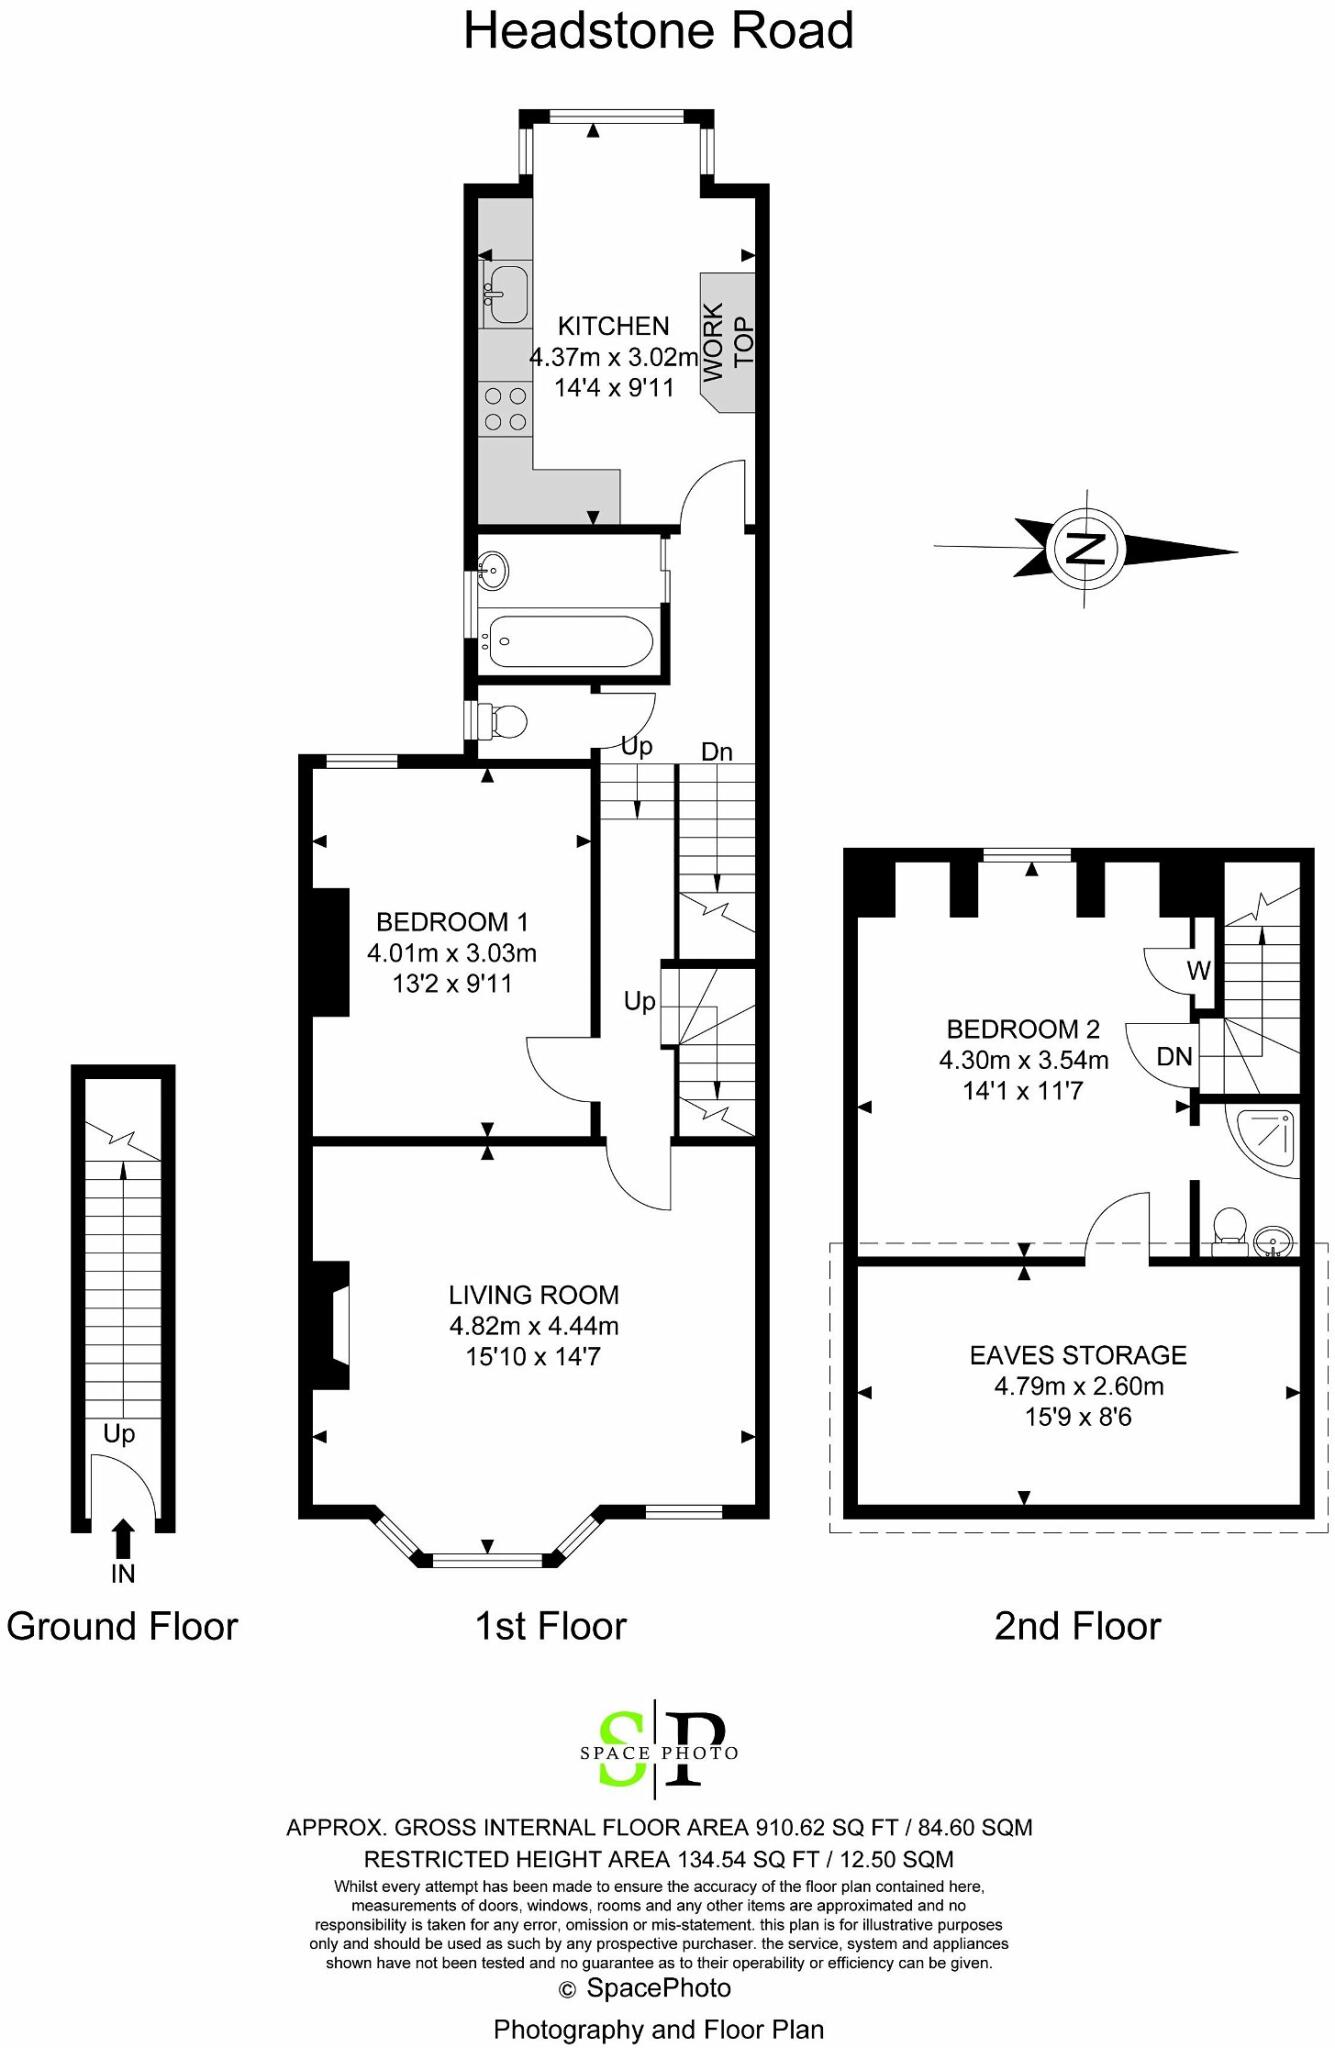 Headstone Road
KITCHEN
4.37m x 3.02m
14'4 x 9'11
WORK
TOP
N
Up
Dn
BEDROOM 1
4.01m x 3.03m
13'2 x 9'11
Up
LIVING ROOM
4.82m x 4.44m
15'10 x 14'7
W
BEDROOM 2
4.30m x 3.54m
14'1 x 11'7
DN
EAVES STORAGE
4.79m x 2.60m
15'9 x 8'6
Up
IN
Ground Floor
1st Floor
2nd Floor
SP
SPACE PHOTO
APPROX. GROSS INTERNAL FLOOR AREA 910.62 SQ FT / 84.60 SQM
RESTRICTED HEIGHT AREA 134.54 SQ FT / 12.50 SQM
Whilst every attempt has been made to ensure the accuracy of the floor plan contained here,
measurements of doors, windows, rooms and any other items are approximated and no
responsibility is taken for any error, omission or mis-statement. this plan is for illustrative purposes
only and should be used as such by any prospective purchaser. the service, system and appliances
shown have not been tested and no guarantee as to their operability or efficiency can be given.
© SpacePhoto
Photography and Floor Plan